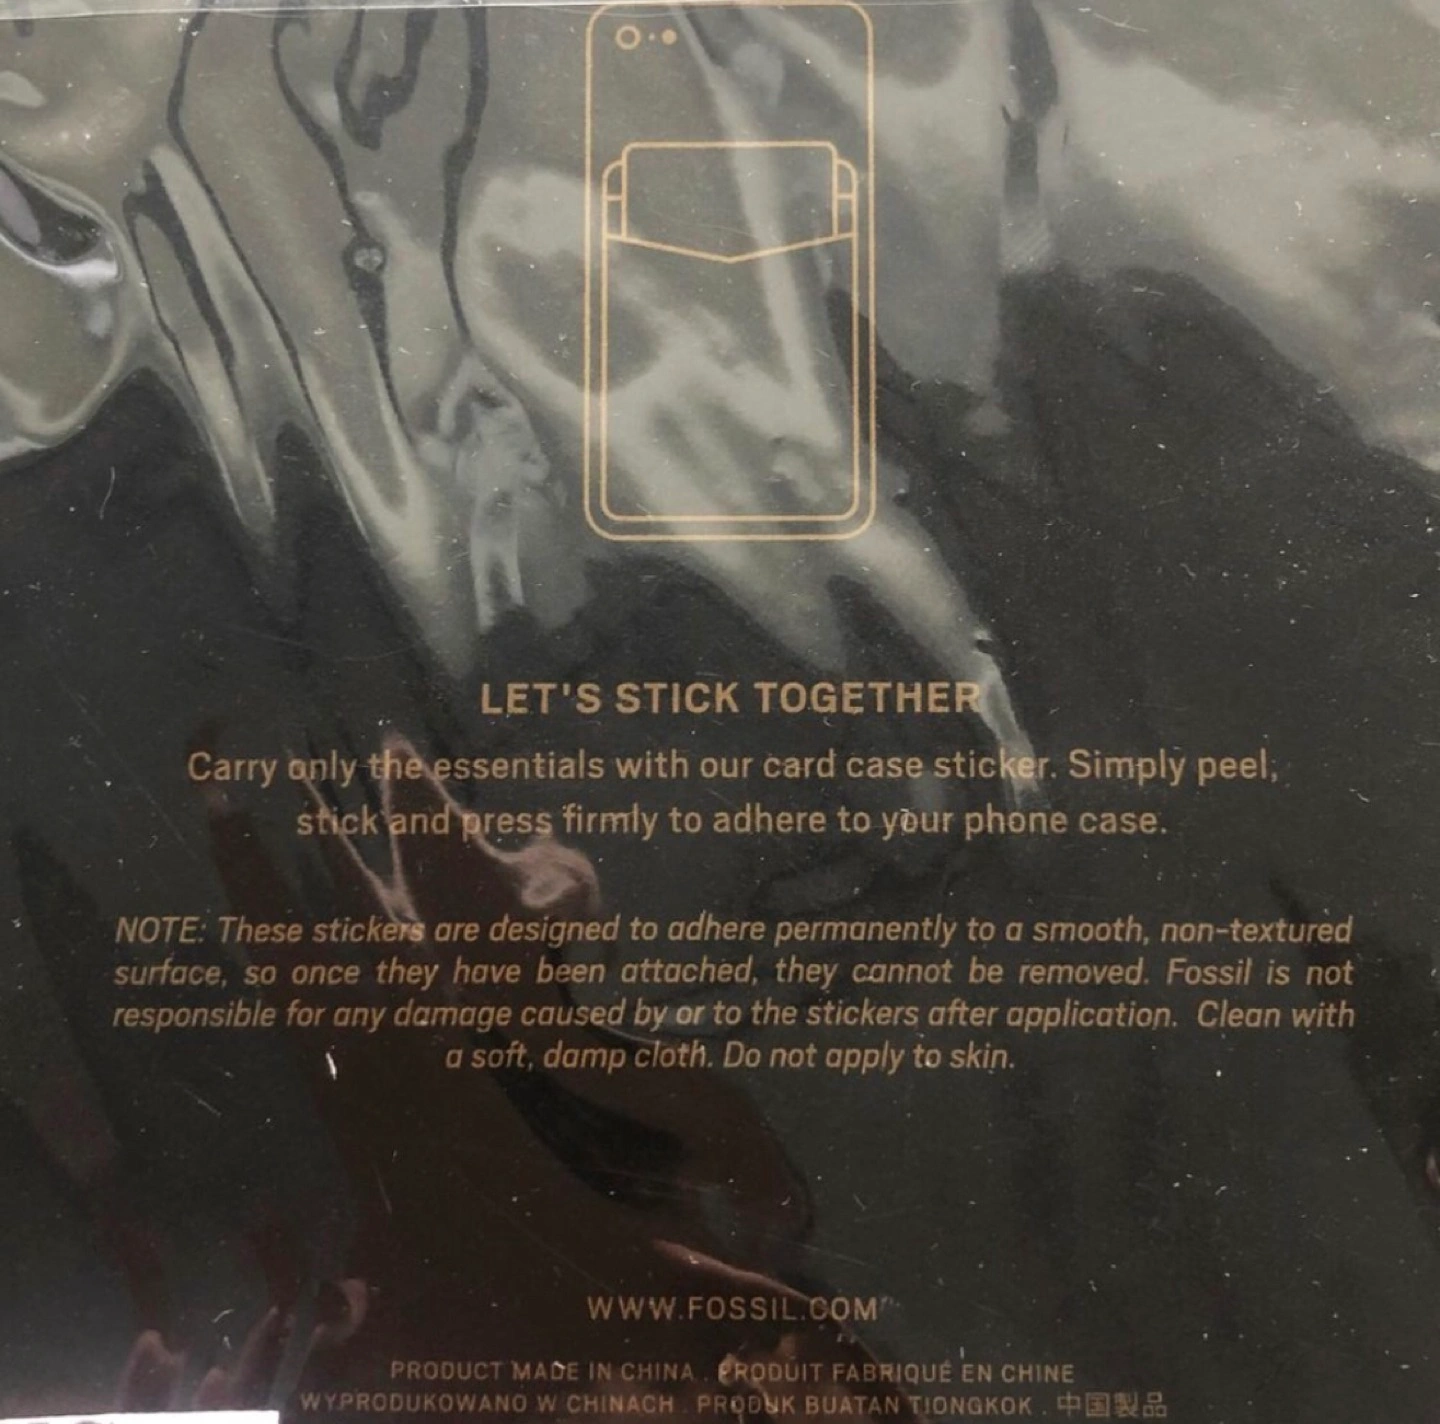 LET'S STICK TOGETHER
Carry only the essentials with our card case sticker. Simply peel,
stick and press firmly to adhere to your phone case.
NOTE: These stickers are designed to adhere permanently to a smooth, non-textured
surface, so once they have been attached, they cannot be removed. Fossil is not
responsible for any damage caused by or to the stickers after application. Clean with
a soft, damp cloth. Do not apply to skin.
WWW.FOSSIL.COM
PRODUCT MADE IN CHINA . PRODUIT FABRIQUÉ EN CHINE
WYPRODUKOWANO W CHINACH . PRODUK BUATAN TIONGKOK . 中国製品